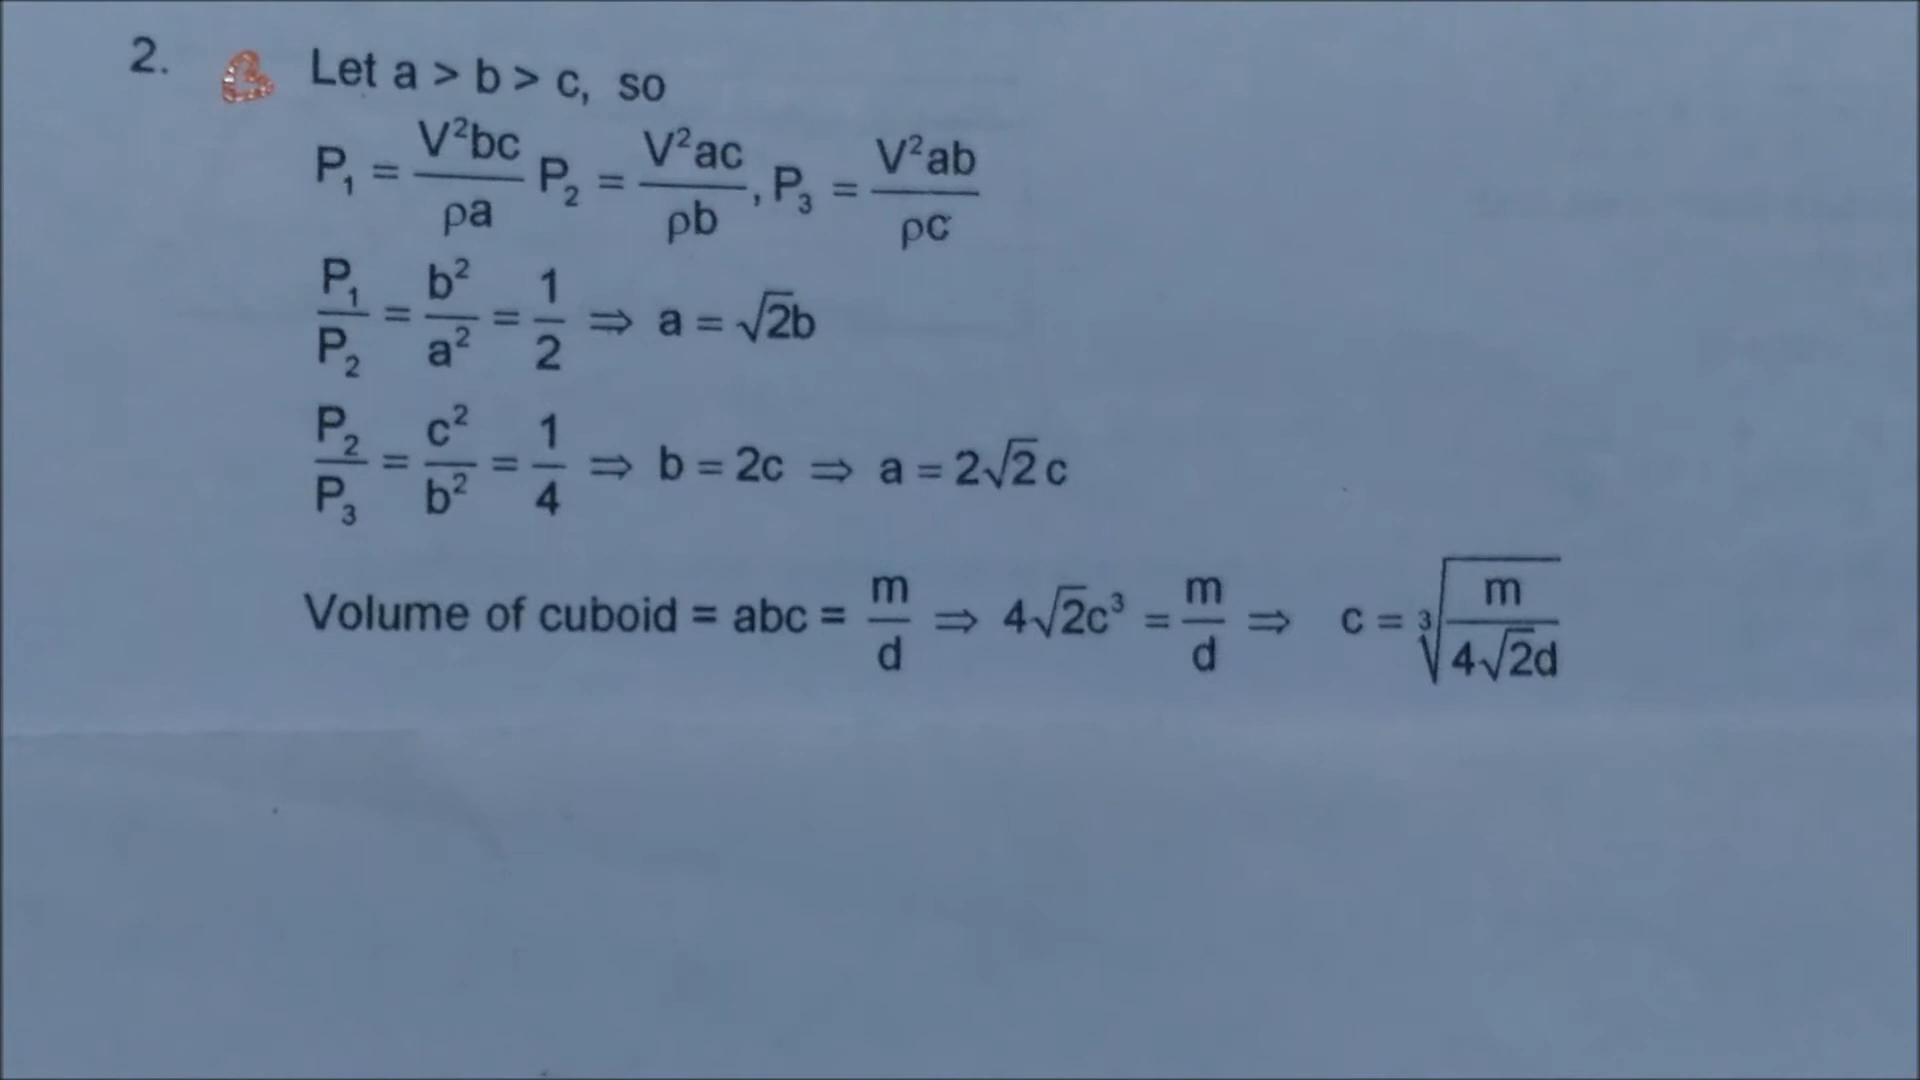 2. Let a > b > c, so
P₁ = V²bc/ρa P₂ = V²ac/ρb, P₃ = V²ab/ρc
P₁/P₂ = b²/a² = 1/2 ⇒ a = √2b
P₂/P₃ = c²/b² = 1/4 ⇒ b = 2c ⇒ a = 2√2 c
Volume of cuboid = abc = m/d ⇒ 4√2c³ = m/d ⇒ c = ∛(m/4√2d)